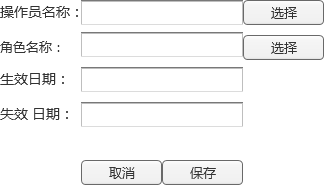 操作员名称： 选择
角色名称： 选择
生效日期：
失效 日期：
取消 保存